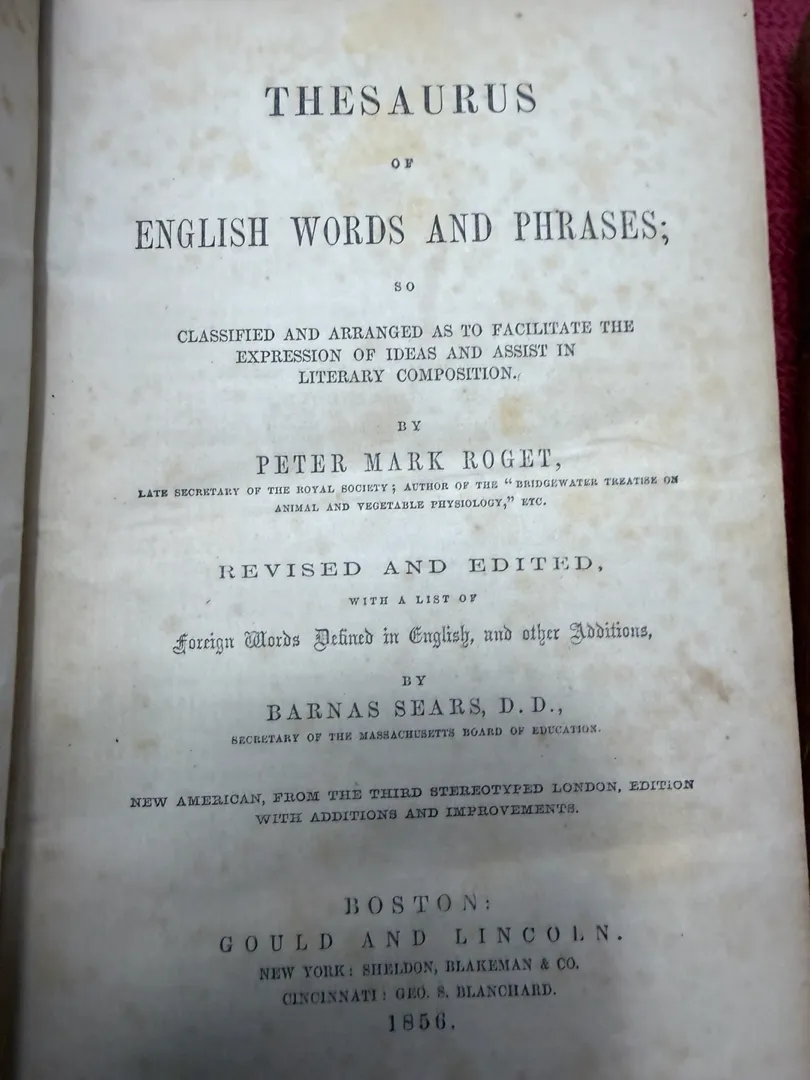 THESAURUS
OF
ENGLISH WORDS AND PHRASES;
SO
CLASSIFIED AND ARRANGED AS TO FACILITATE THE
EXPRESSION OF IDEAS AND ASSIST IN
LITERARY COMPOSITION.
BY
PETER MARK ROGET,
LATE SECRETARY OF THE ROYAL SOCIETY; AUTHOR OF THE “BRIDGEWATER TREATISE ON
ANIMAL AND VEGETABLE PHYSIOLOGY,” ETC.
REVISED AND EDITED,
WITH A LIST OF
Foreign Words Defined in English, and other Additions,
BY
BARNAS SEARS, D.D.,
SECRETARY OF THE MASSACHUSETTS BOARD OF EDUCATION.
NEW AMERICAN, FROM THE THIRD STEREOTYPED LONDON, EDITION
WITH ADDITIONS AND IMPROVEMENTS.
BOSTON:
GOULD AND LINCOLN.
NEW YORK: SHELDON, BLAKEMAN & CO.
CINCINNATI: GEO. S. BLANCHARD.
1856.